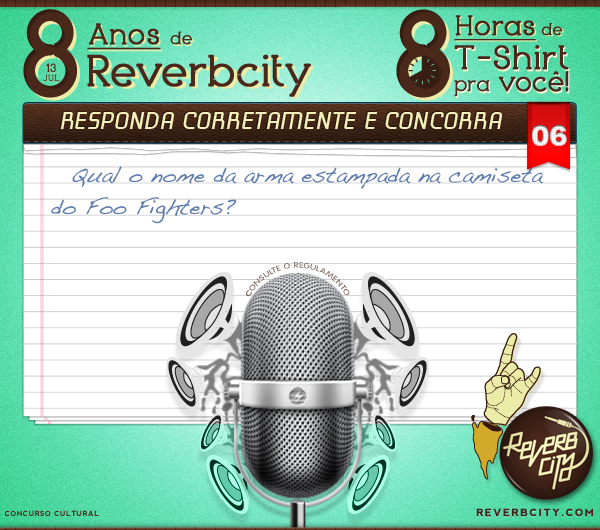 8 Anos de Reverbcity
13 JUL
8 Horas de T-Shirt pra você!
RESPONDA CORRETAMENTE E CONCORRA
06
Qual o nome da arma estampada na camiseta
do Foo Fighters?
CONSULTE O REGULAMENTO
REVERB CITY
CONCURSO CULTURAL
REVERBCITY.COM